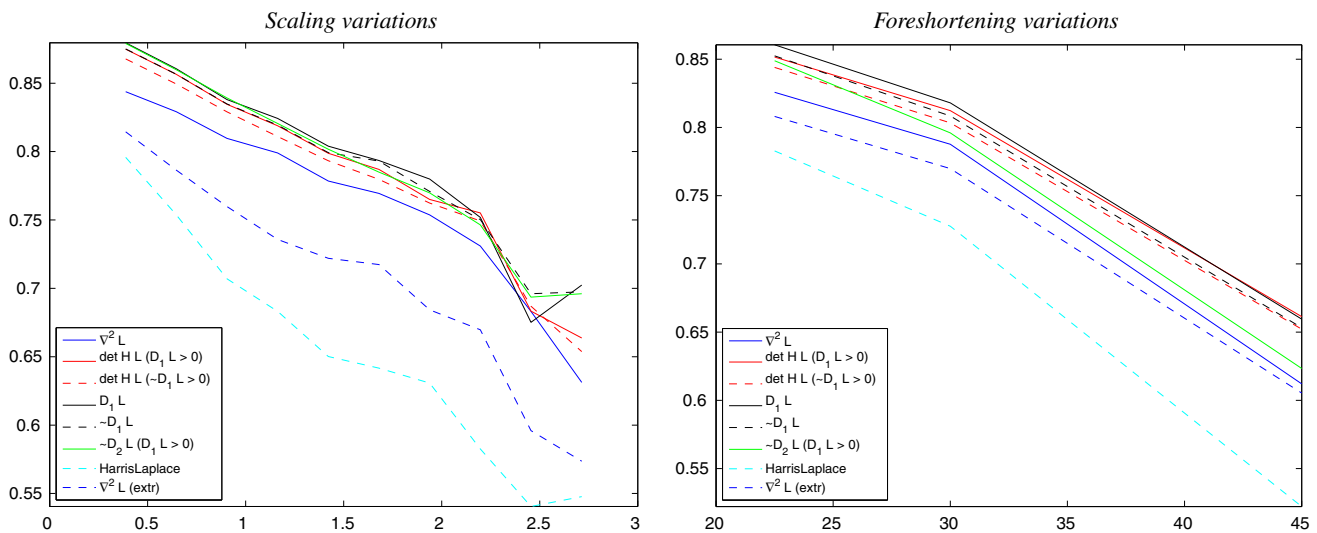 Scaling variations
0.85
0.8
0.75
0.7
0.65
0.6
0.55
0 0.5 1 1.5 2 2.5 3
∇² L
det H L (D₁ L > 0)
det H L (~D₁ L > 0)
D₁ L
~D₁ L
~D₂ L (D₁ L > 0)
HarrisLaplace
∇² L (extr)
Foreshortening variations
0.85
0.8
0.75
0.7
0.65
0.6
0.55
20 25 30 35 40 45
∇² L
det H L (D₁ L > 0)
det H L (~D₁ L > 0)
D₁ L
~D₁ L
~D₂ L (D₁ L > 0)
HarrisLaplace
∇² L (extr)